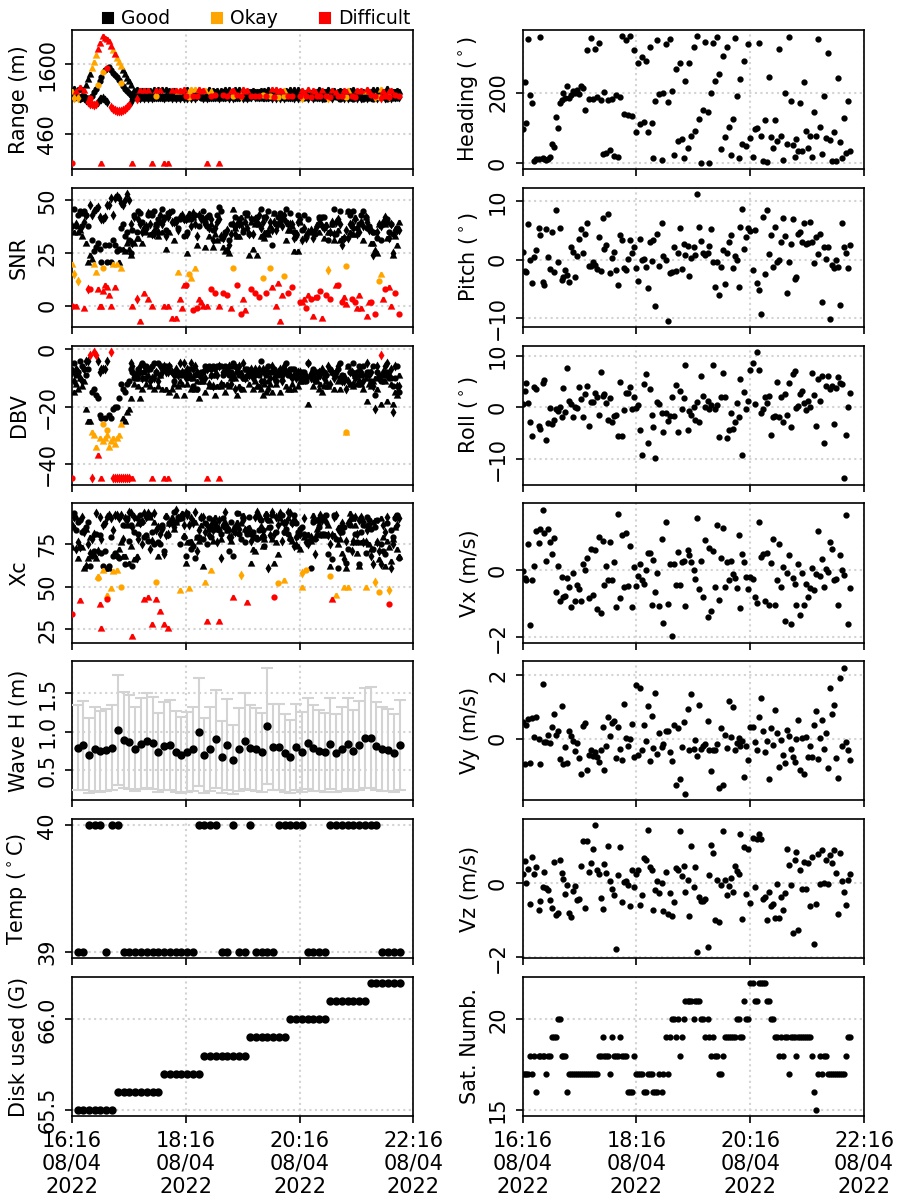 Good Okay Difficult
Range (m)
1600
460
Heading (°)
200
0
SNR
50
25
0
Pitch (°)
10
0
−10
DBV
0
−20
−40
Roll (°)
10
0
−10
Xc
75
50
25
Vx (m/s)
0
−2
Wave H (m)
1.5
1.0
0.5
Vy (m/s)
2
0
Temp (°C)
40
39
Vz (m/s)
0
−2
Disk used (G)
66.0
65.5
Sat. Numb.
20
15
16:16 18:16 20:16 22:16
08/04 08/04 08/04 08/04
2022 2022 2022 2022
16:16 18:16 20:16 22:16
08/04 08/04 08/04 08/04
2022 2022 2022 2022